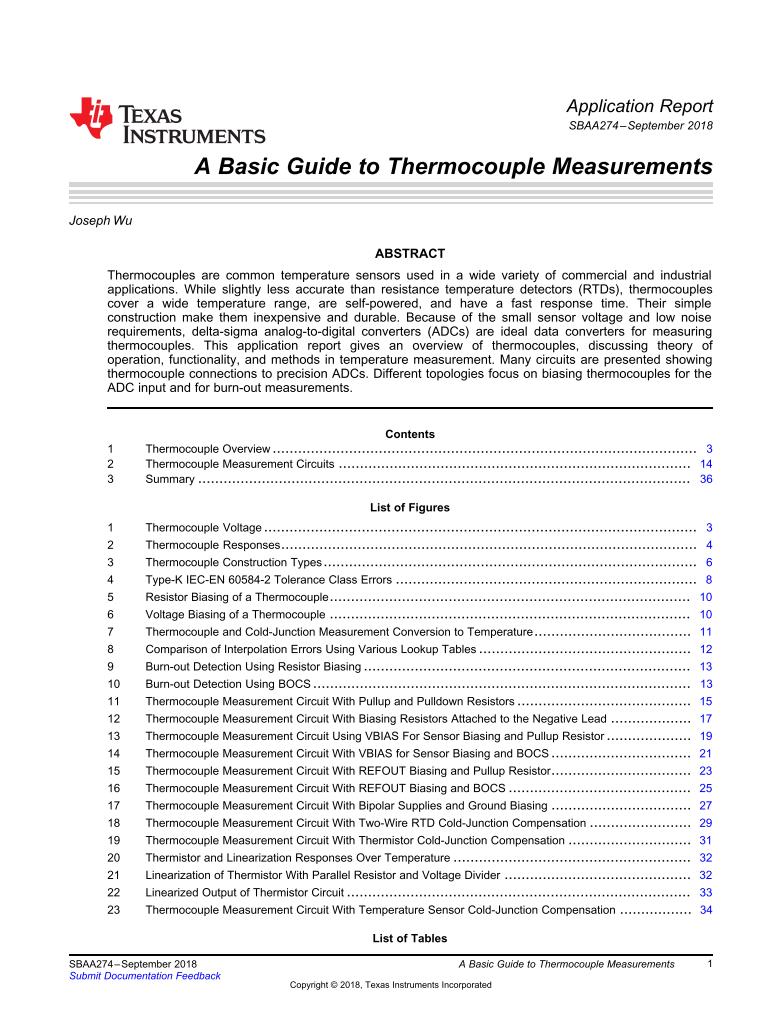 TEXAS
INSTRUMENTS
Application Report
SBAA274–September 2018
A Basic Guide to Thermocouple Measurements
Joseph Wu
ABSTRACT
Thermocouples are common temperature sensors used in a wide variety of commercial and industrial
applications. While slightly less accurate than resistance temperature detectors (RTDs), thermocouples
cover a wide temperature range, are self-powered, and have a fast response time. Their simple
construction make them inexpensive and durable. Because of the small sensor voltage and low noise
requirements, delta-sigma analog-to-digital converters (ADCs) are ideal data converters for measuring
thermocouples. This application report gives an overview of thermocouples, discussing theory of
operation, functionality, and methods in temperature measurement. Many circuits are presented showing
thermocouple connections to precision ADCs. Different topologies focus on biasing thermocouples for the
ADC input and for burn-out measurements.
Contents
1 Thermocouple Overview ................................................................ 3
2 Thermocouple Measurement Circuits ................................................................ 14
3 Summary ................................................................ 36
List of Figures
1 Thermocouple Voltage ................................................................ 3
2 Thermocouple Responses ................................................................ 4
3 Thermocouple Construction Types ................................................................ 6
4 Type-K IEC-EN 60584-2 Tolerance Class Errors ................................................................ 8
5 Resistor Biasing of a Thermocouple ................................................................ 10
6 Voltage Biasing of a Thermocouple ................................................................ 10
7 Thermocouple and Cold-Junction Measurement Conversion to Temperature ..................................... 11
8 Comparison of Interpolation Errors Using Various Lookup Tables .................................................. 12
9 Burn-out Detection Using Resistor Biasing ................................................................ 13
10 Burn-out Detection Using BOCS ................................................................ 13
11 Thermocouple Measurement Circuit With Pullup and Pulldown Resistors ......................................... 15
12 Thermocouple Measurement Circuit With Biasing Resistors Attached to the Negative Lead ................... 17
13 Thermocouple Measurement Circuit Using VBIAS For Sensor Biasing and Pullup Resistor .................... 19
14 Thermocouple Measurement Circuit With VBIAS for Sensor Biasing and BOCS ................................. 21
15 Thermocouple Measurement Circuit With REFOUT Biasing and Pullup Resistor ................................. 23
16 Thermocouple Measurement Circuit With REFOUT Biasing and BOCS ........................................... 25
17 Thermocouple Measurement Circuit With Bipolar Supplies and Ground Biasing .................................. 27
18 Thermocouple Measurement Circuit With Two-Wire RTD Cold-Junction Compensation ........................ 29
19 Thermocouple Measurement Circuit With Thermistor Cold-Junction Compensation ............................. 31
20 Thermistor and Linearization Responses Over Temperature ........................................................ 32
21 Linearization of Thermistor With Parallel Resistor and Voltage Divider ............................................ 32
22 Linearized Output of Thermistor Circuit ................................................................ 33
23 Thermocouple Measurement Circuit With Temperature Sensor Cold-Junction Compensation ................. 34
List of Tables
SBAA274–September 2018 A Basic Guide to Thermocouple Measurements 1
Submit Documentation Feedback
Copyright © 2018, Texas Instruments Incorporated